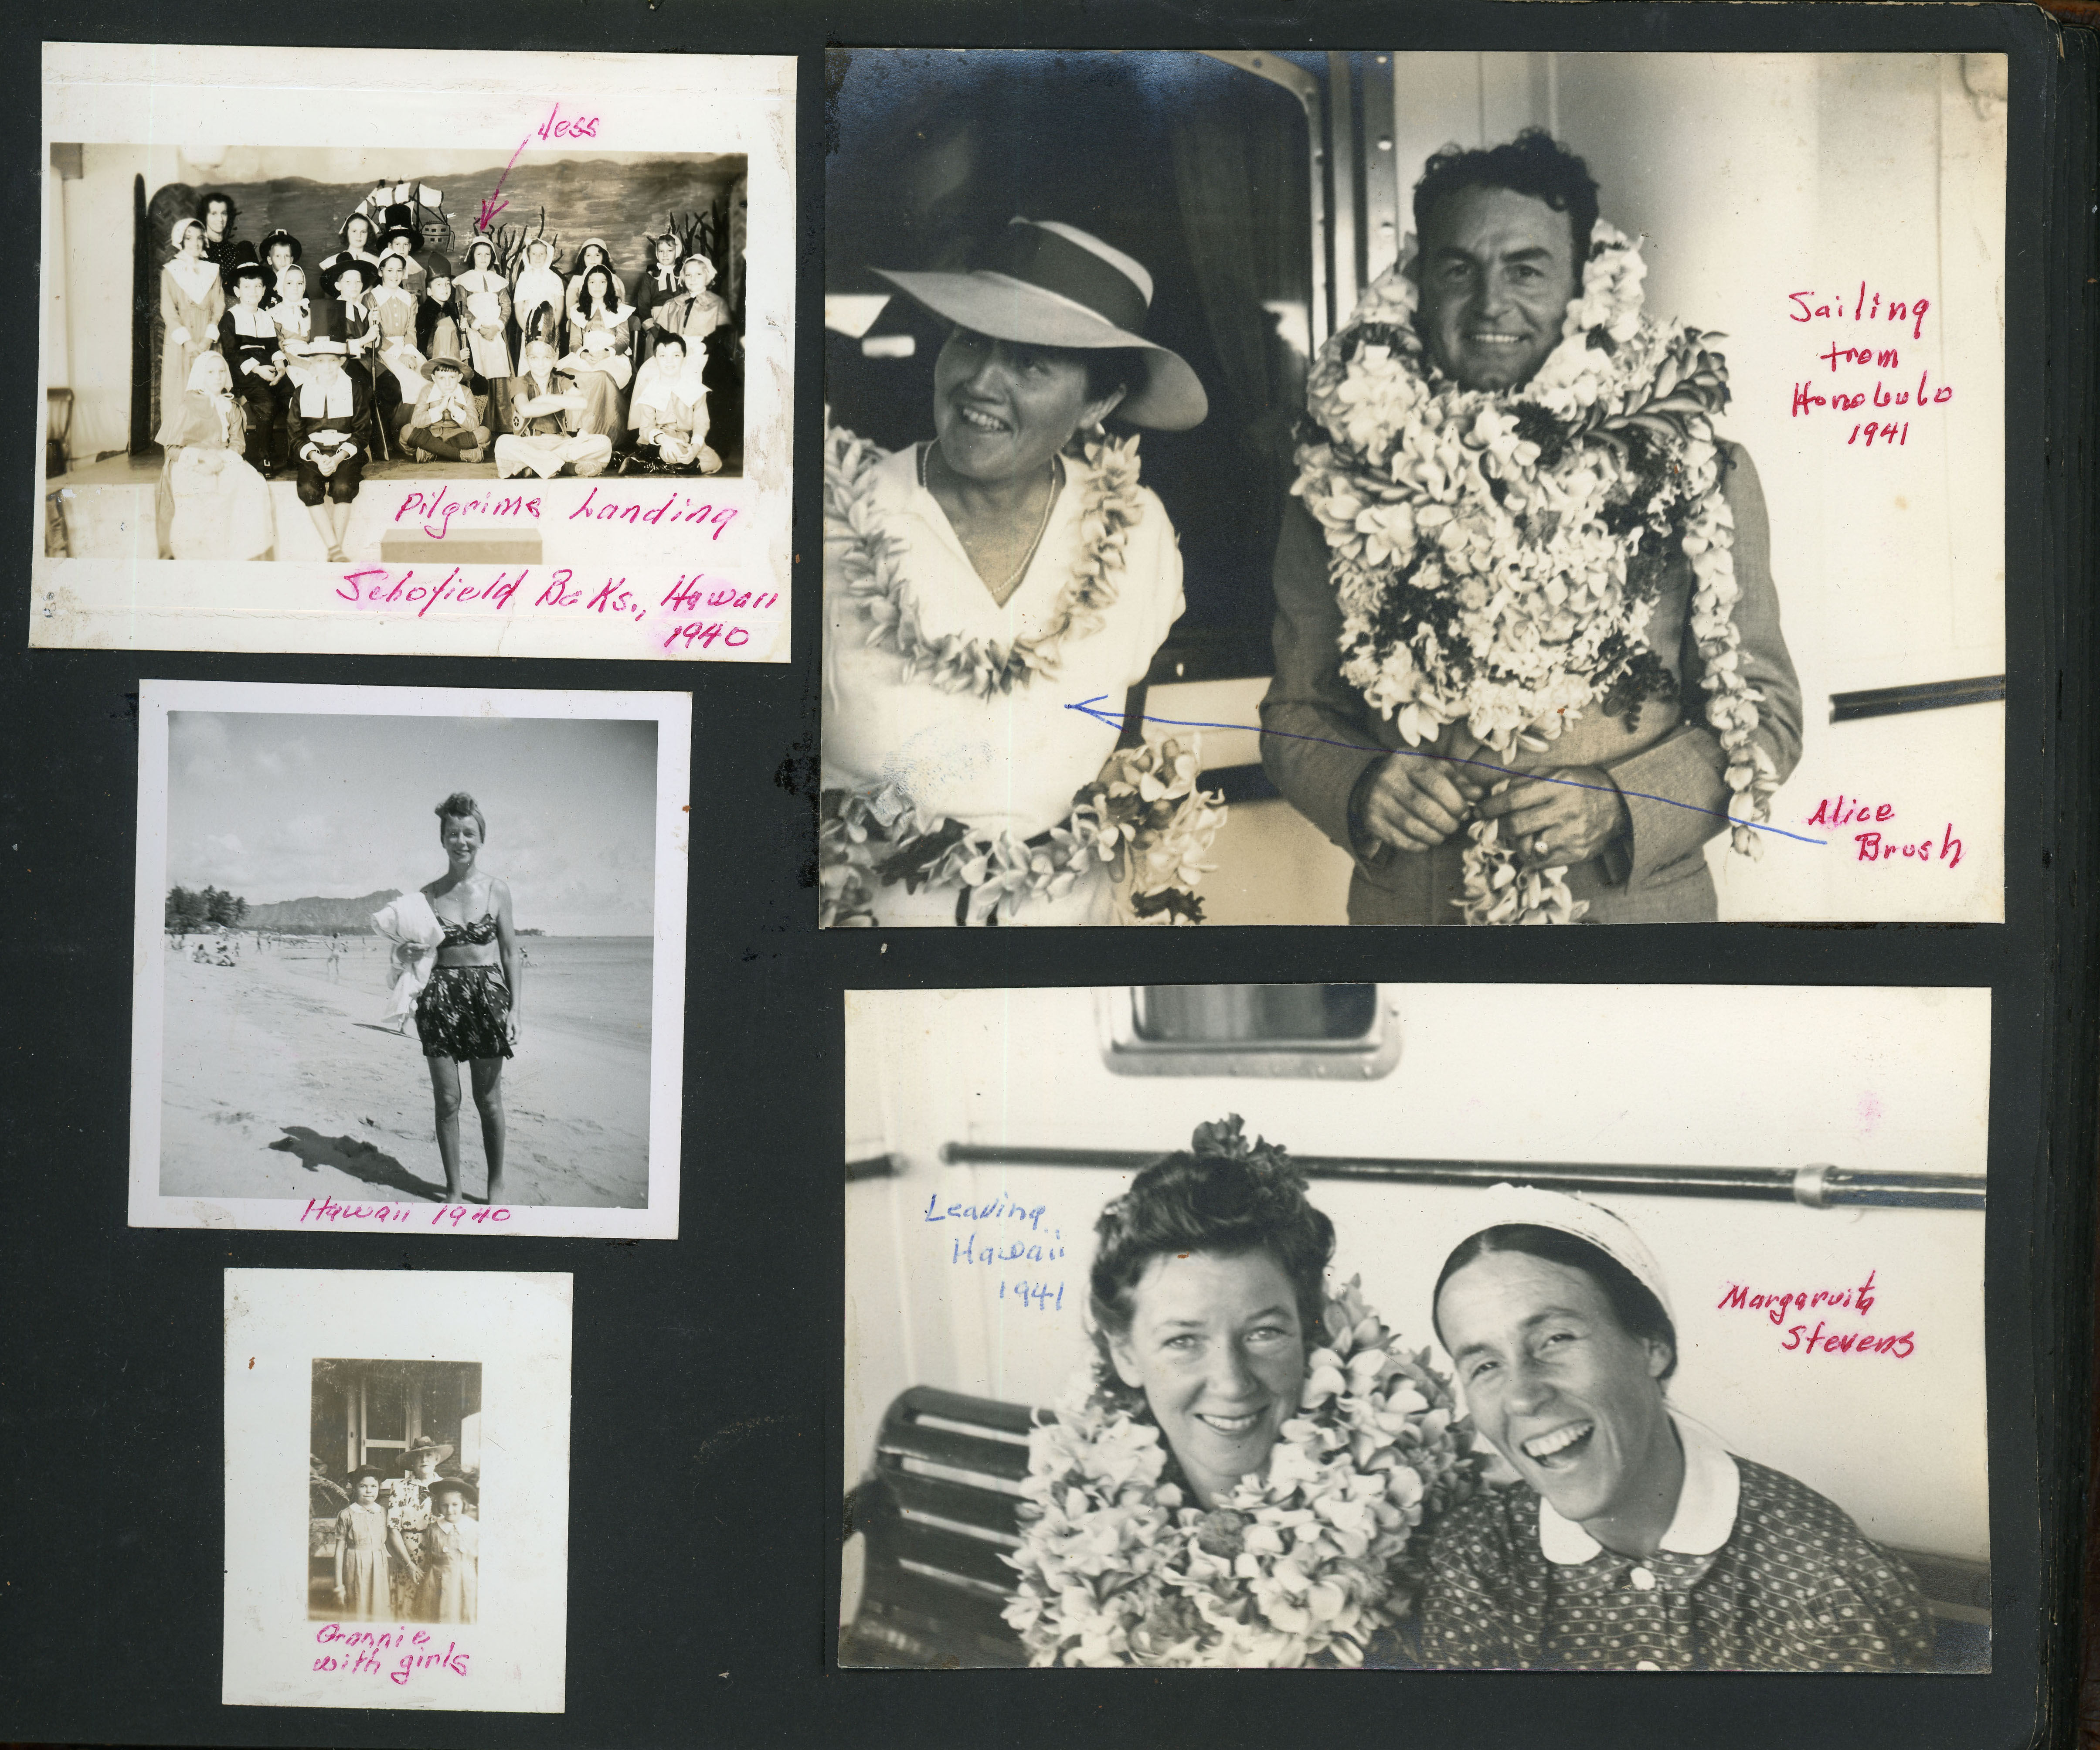 Jess
Pilgrims Landing
Schofield Baks., Hawaii
1940
Sailing
from
Honolulu
1941
Alice
Brush
Hawaii 1940
Leaving
Hawaii
1941
Margaruita
Stevens
Grannie
with girls